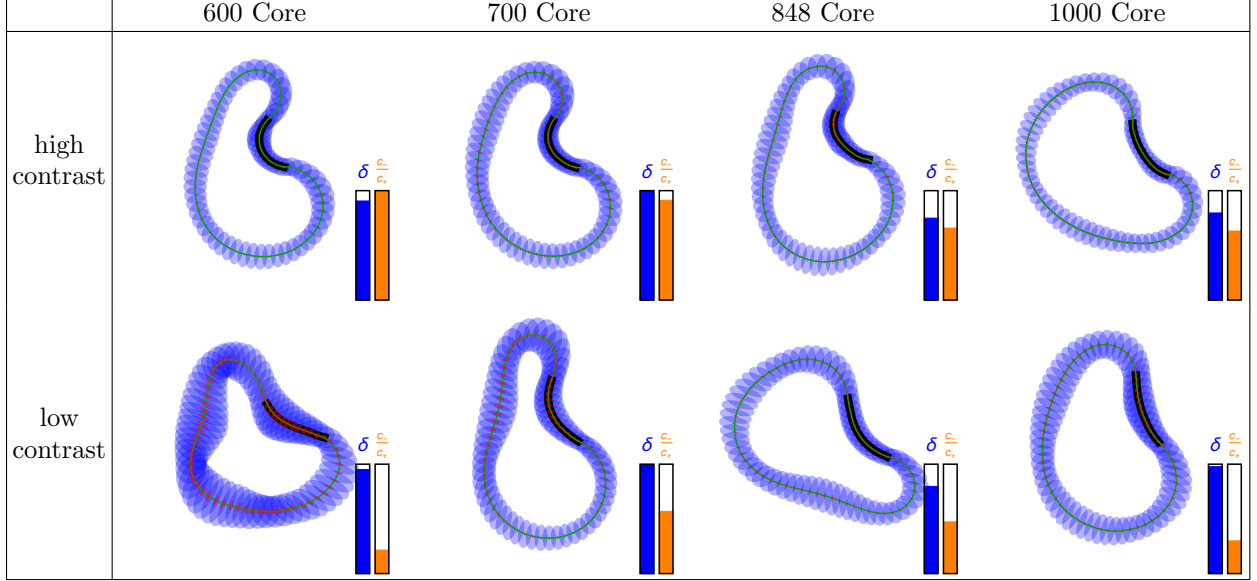 600 Core 700 Core 848 Core 1000 Core
high
contrast
δ c₋/c₊ δ c₋/c₊ δ c₋/c₊ δ c₋/c₊
low
contrast
δ c₋/c₊ δ c₋/c₊ δ c₋/c₊ δ c₋/c₊